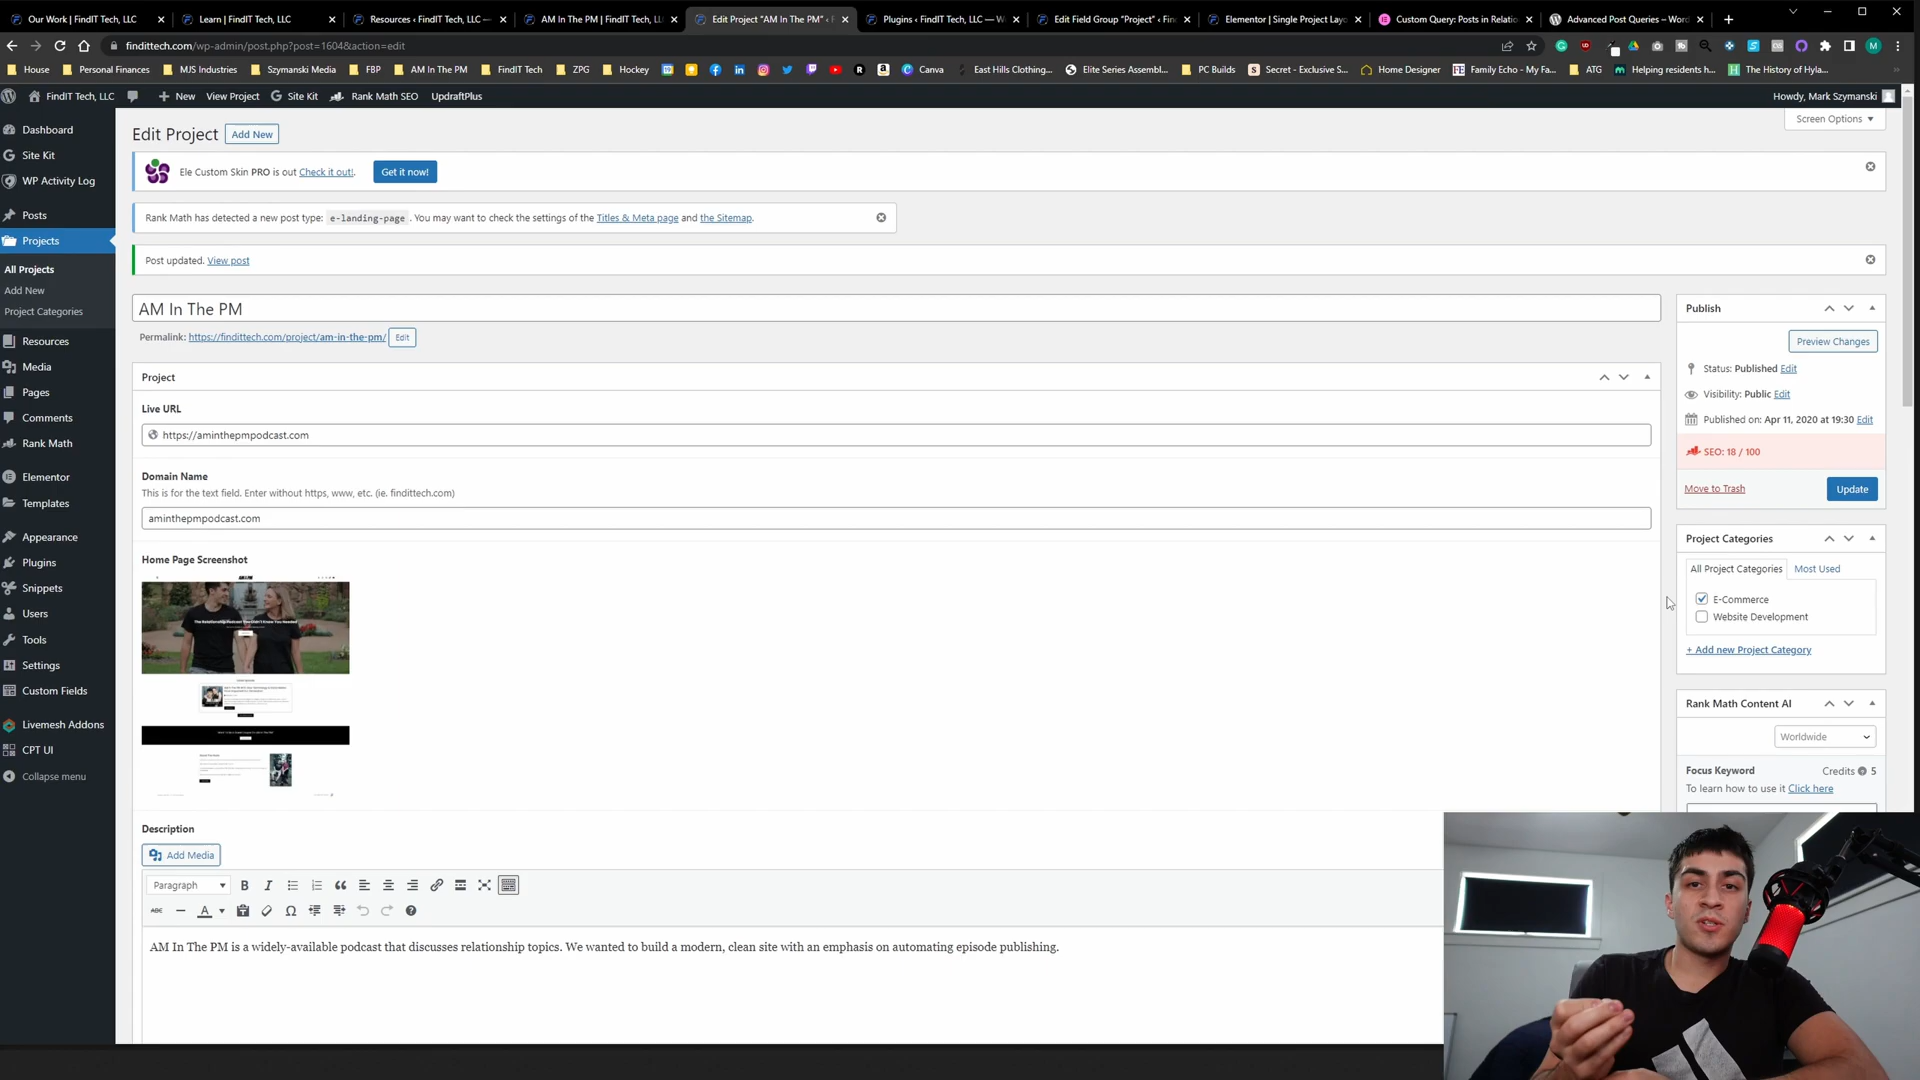 Our Work | FindIT Tech, LLC
Learn | FindIT Tech, LLC
Resources ‹ FindIT Tech, LLC —
AM In The PM | FindIT Tech, LLC
Edit Project "AM In The PM" ‹
Plugins ‹ FindIT Tech, LLC — W
Edit Field Group "Project" ‹ Fin
Elementor | Single Project Layo
Custom Query: Posts in Relatio
Advanced Post Queries – Word
findittech.com/wp-admin/post.php?post=1604&action=edit
House
Personal Finances
MJS Industries
Szymanski Media
FBP
AM In The PM
FindIT Tech
ZPG
Hockey
Canva
East Hills Clothing...
Elite Series Assembl...
PC Builds
Secret - Exclusive S...
Home Designer
Family Echo - My Fa...
ATG
Helping residents h...
The History of Hyla...
FindIT Tech, LLC
New
View Project
Site Kit
Rank Math SEO
UpdraftPlus
Howdy, Mark Szymanski
Dashboard
Site Kit
WP Activity Log
Posts
Projects
All Projects
Add New
Project Categories
Resources
Media
Pages
Comments
Rank Math
Elementor
Templates
Appearance
Plugins
Snippets
Users
Tools
Settings
Custom Fields
Livemesh Addons
CPT UI
Collapse menu
Screen Options
Edit Project
Add New
Ele Custom Skin PRO is out Check it out!.
Get it now!
Rank Math has detected a new post type: e-landing-page . You may want to check the settings of the Titles & Meta page and the Sitemap.
Post updated. View post
AM In The PM
Permalink: https://findittech.com/project/am-in-the-pm/ Edit
Project
Live URL
https://aminthepmpodcast.com
Domain Name
This is for the text field. Enter without https, www, etc. (ie. findittech.com)
aminthepmpodcast.com
Home Page Screenshot
The Relationship Podcast You Didn't Know You Needed
Description
Add Media
Paragraph
B
I
ABC
A
Ω
AM In The PM is a widely-available podcast that discusses relationship topics. We wanted to build a modern, clean site with an emphasis on automating episode publishing.
Publish
Preview Changes
Status: Published Edit
Visibility: Public Edit
Published on: Apr 11, 2020 at 19:30 Edit
SEO: 18 / 100
Move to Trash
Update
Project Categories
All Project Categories
Most Used
E-Commerce
Website Development
+ Add new Project Category
Rank Math Content AI
Worldwide
Focus Keyword
Credits 5
To learn how to use it Click here